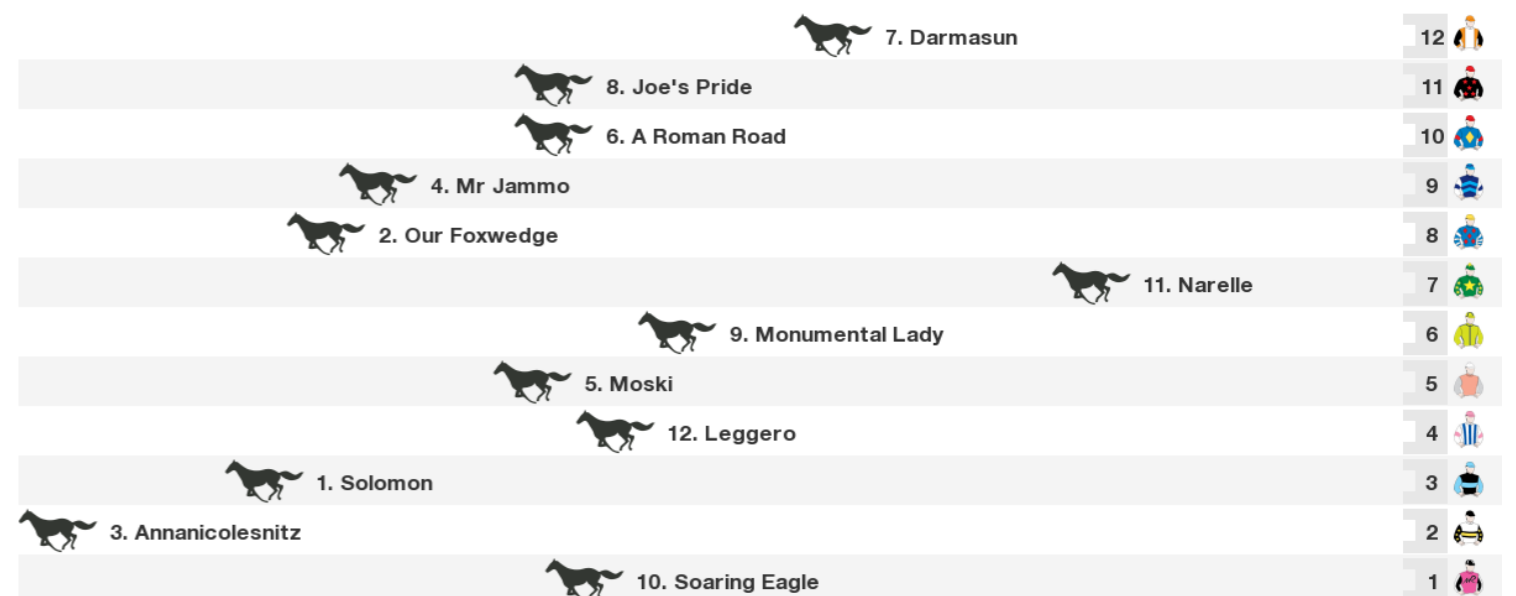 7. Darmasun 12
8. Joe's Pride 11
6. A Roman Road 10
4. Mr Jammo 9
2. Our Foxwedge 8
11. Narelle 7
9. Monumental Lady 6
5. Moski 5
12. Leggero 4
1. Solomon 3
3. Annanicolesnitz 2
10. Soaring Eagle 1